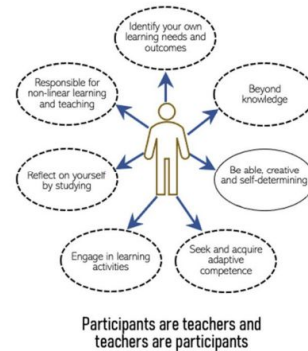 Identify your own
learning needs and
outcomes
Responsible for
non-linear learning
and teaching
Beyond
knowledge
Reflect on yourself
by studying
Be able, creative
and self-determining
Engage in learning
activities
Seek and acquire
adaptive
competence
Participants are teachers and
teachers are participants